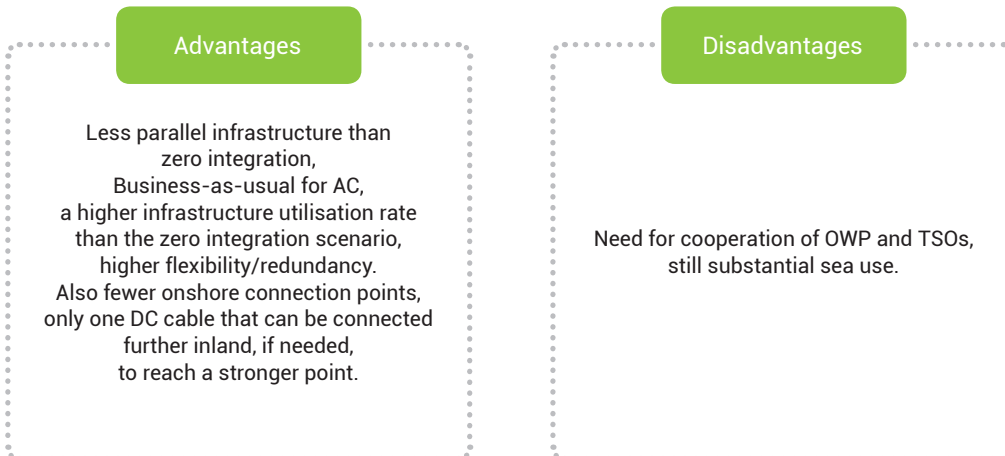 Advantages
Less parallel infrastructure than
zero integration,
Business-as-usual for AC,
a higher infrastructure utilisation rate
than the zero integration scenario,
higher flexibility/redundancy.
Also fewer onshore connection points,
only one DC cable that can be connected
further inland, if needed,
to reach a stronger point.
Disadvantages
Need for cooperation of OWP and TSOs,
still substantial sea use.